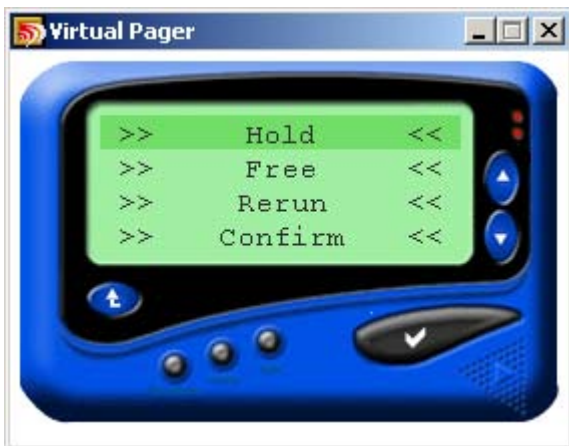 Virtual Pager
>> Hold <<
>> Free <<
>> Rerun <<
>> Confirm <<